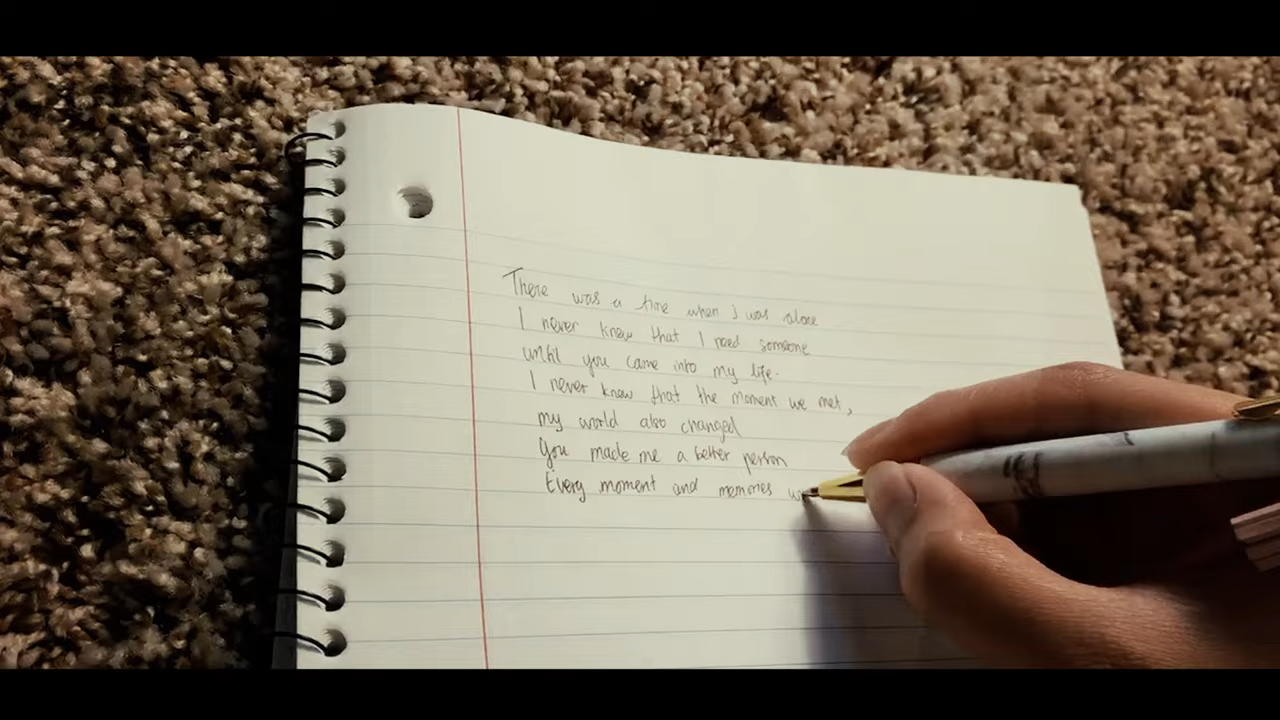 There was a time when I was alone
I never knew that I need someone
until you came into my life.
I never knew that the moment we met,
my world also changed
You made me a better person
Every moment and memories